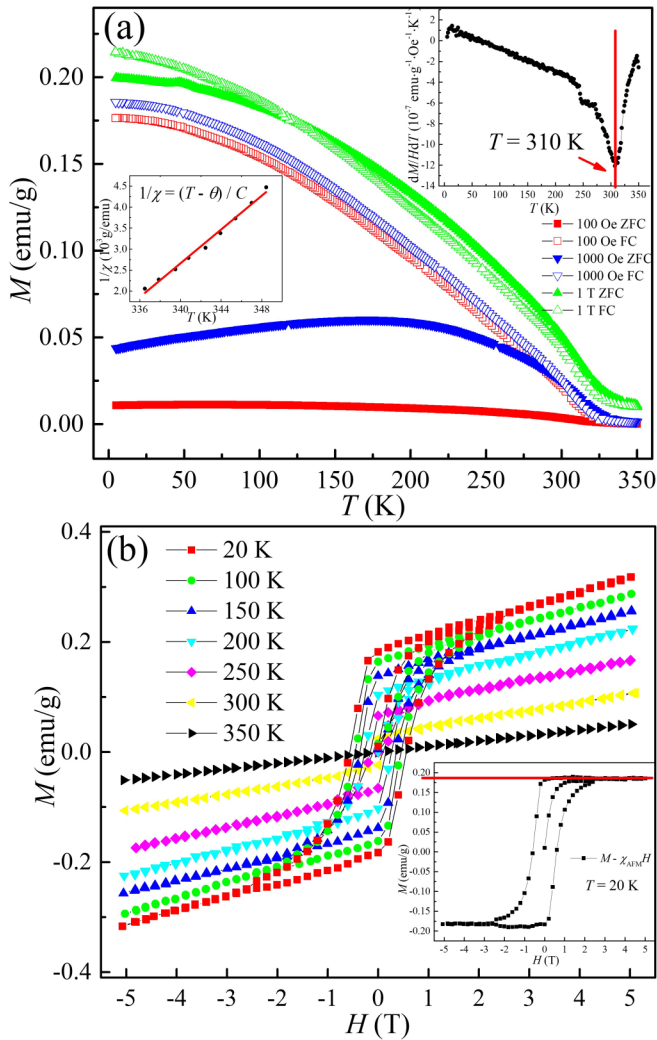 (a)
0.20
0.15
0.10
0.05
0.00
M (emu/g)
0 50 100 150 200 250 300 350
T (K)
dM/HdT (10⁻⁷ emu·g⁻¹·Oe⁻¹·K⁻¹)
2
0
-2
-4
-6
-8
-10
-12
-14
0 50 100 150 200 250 300 350
T (K)
T = 310 K
1/χ = (T - θ) / C
1/χ (10³g/emu)
4.5
4.0
3.5
3.0
2.5
2.0
336 340 344 348
T (K)
100 Oe ZFC
100 Oe FC
1000 Oe ZFC
1000 Oe FC
1 T ZFC
1 T FC
(b)
0.4
0.2
0.0
-0.2
-0.4
M (emu/g)
20 K
100 K
150 K
200 K
250 K
300 K
350 K
-5 -4 -3 -2 -1 0 1 2 3 4 5
H (T)
0.20
0.15
0.10
0.05
0.00
-0.05
-0.10
-0.15
-0.20
M (emu/g)
M - χAFMH
T = 20 K
-5 -4 -3 -2 -1 0 1 2 3 4 5
H (T)